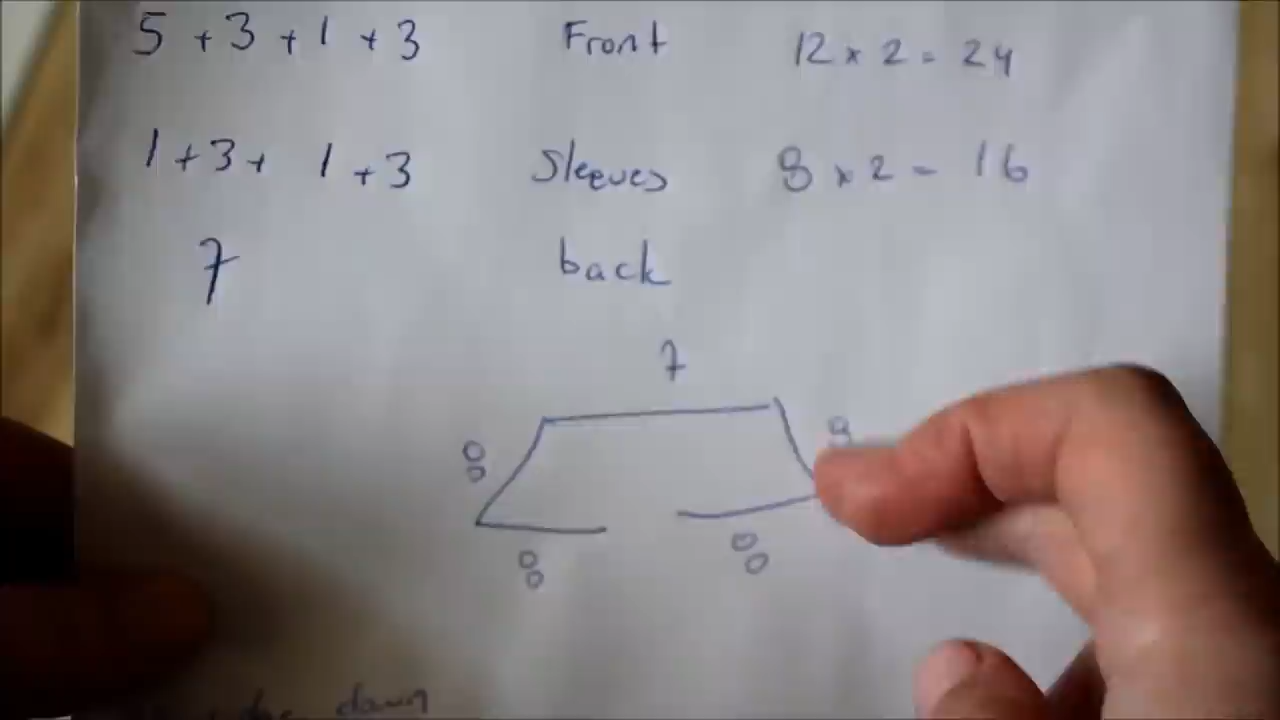 5 + 3 + 1 + 3 Front 12 x 2 = 24
1 + 3 + 1 + 3 Sleeves 8 x 2 = 16
7 back
7
8 8
8 8
down